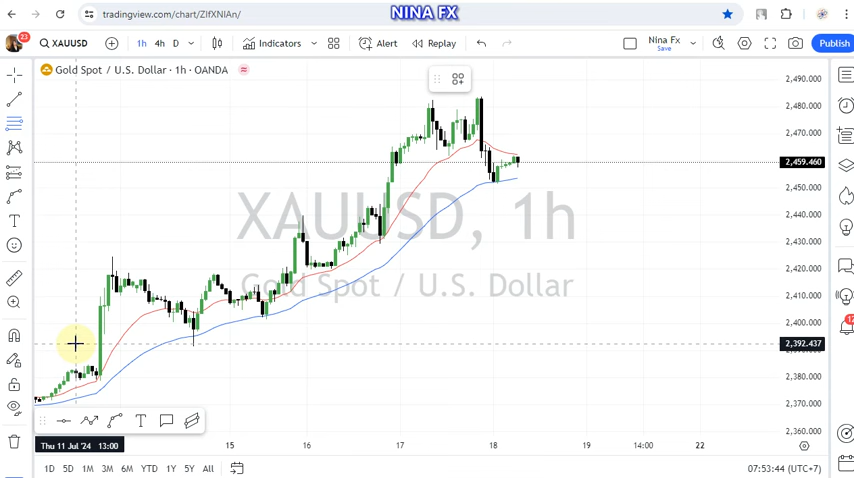 NINA FX
tradingview.com/chart/ZIfXNIAn/
23
XAUUSD
1h
4h
D
Indicators
Alert
Replay
Nina Fx
Save
Publish
Gold Spot / U.S. Dollar · 1h · OANDA
XAUUSD, 1h
Gold Spot / U.S. Dollar
2,490.000
2,480.000
2,470.000
2,459.460
2,450.000
2,440.000
2,430.000
2,420.000
2,410.000
2,400.000
2,392.437
2,380.000
2,370.000
2,360.000
Thu 11 Jul '24 13:00
15
16
17
18
19
14:00
22
1D
5D
1M
3M
6M
YTD
1Y
5Y
All
07:53:44 (UTC+7)